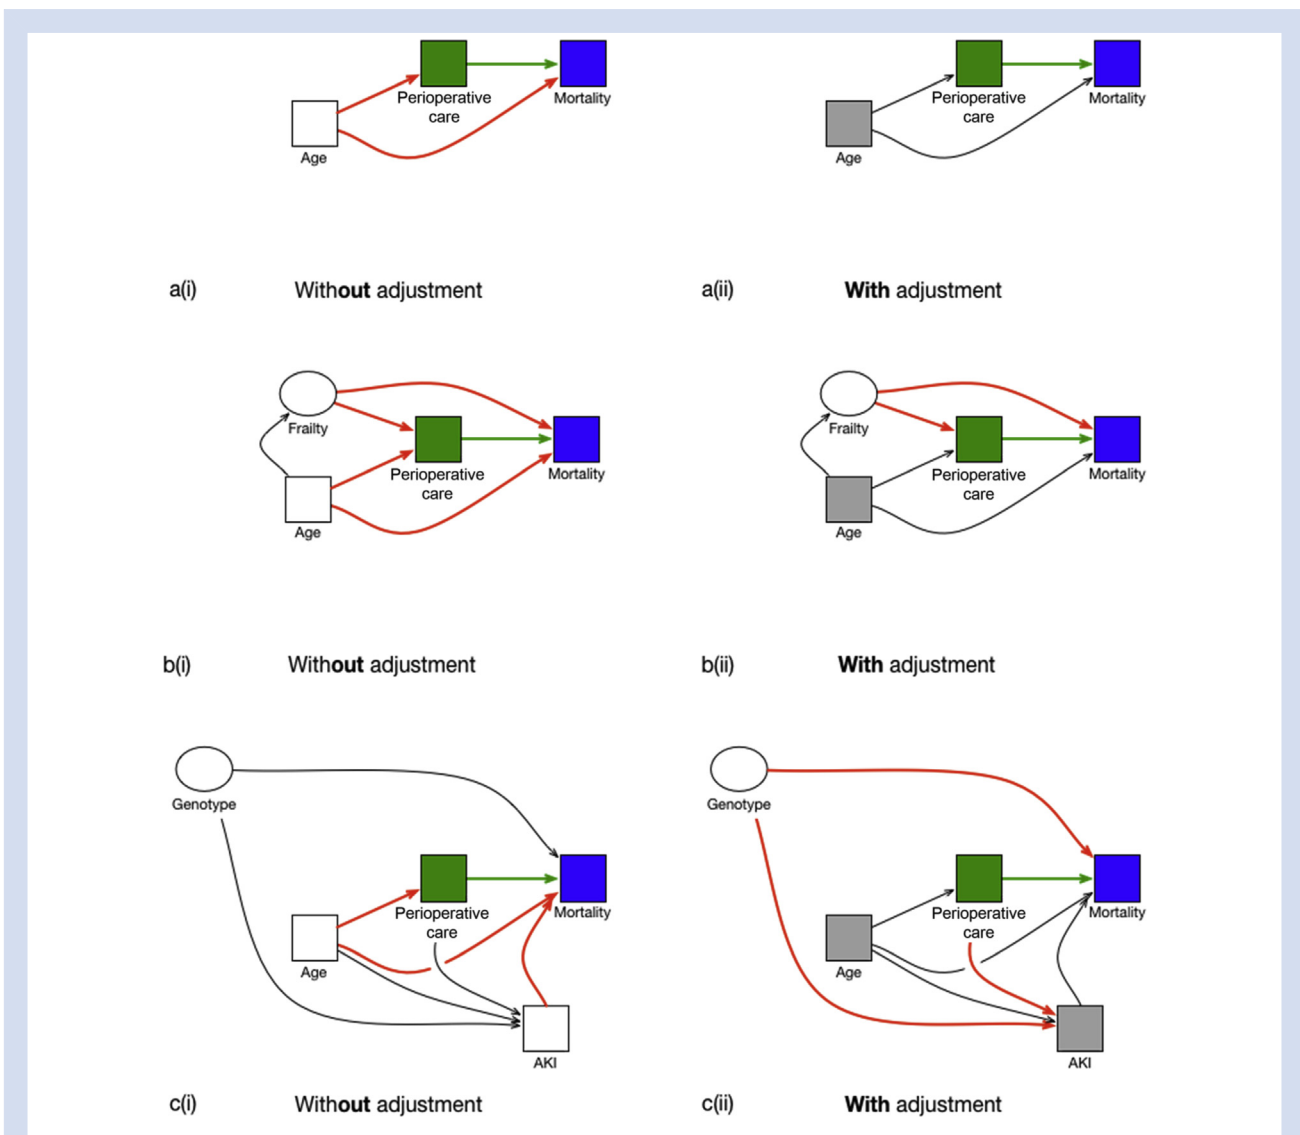 Perioperative
care
Mortality
Age
Perioperative
care
Mortality
Age
a(i) Without adjustment
a(ii) With adjustment
Frailty
Perioperative
care
Mortality
Age
Frailty
Perioperative
care
Mortality
Age
b(i) Without adjustment
b(ii) With adjustment
Genotype
Perioperative
care
Mortality
Age
AKI
Genotype
Perioperative
care
Mortality
Age
AKI
c(i) Without adjustment
c(ii) With adjustment